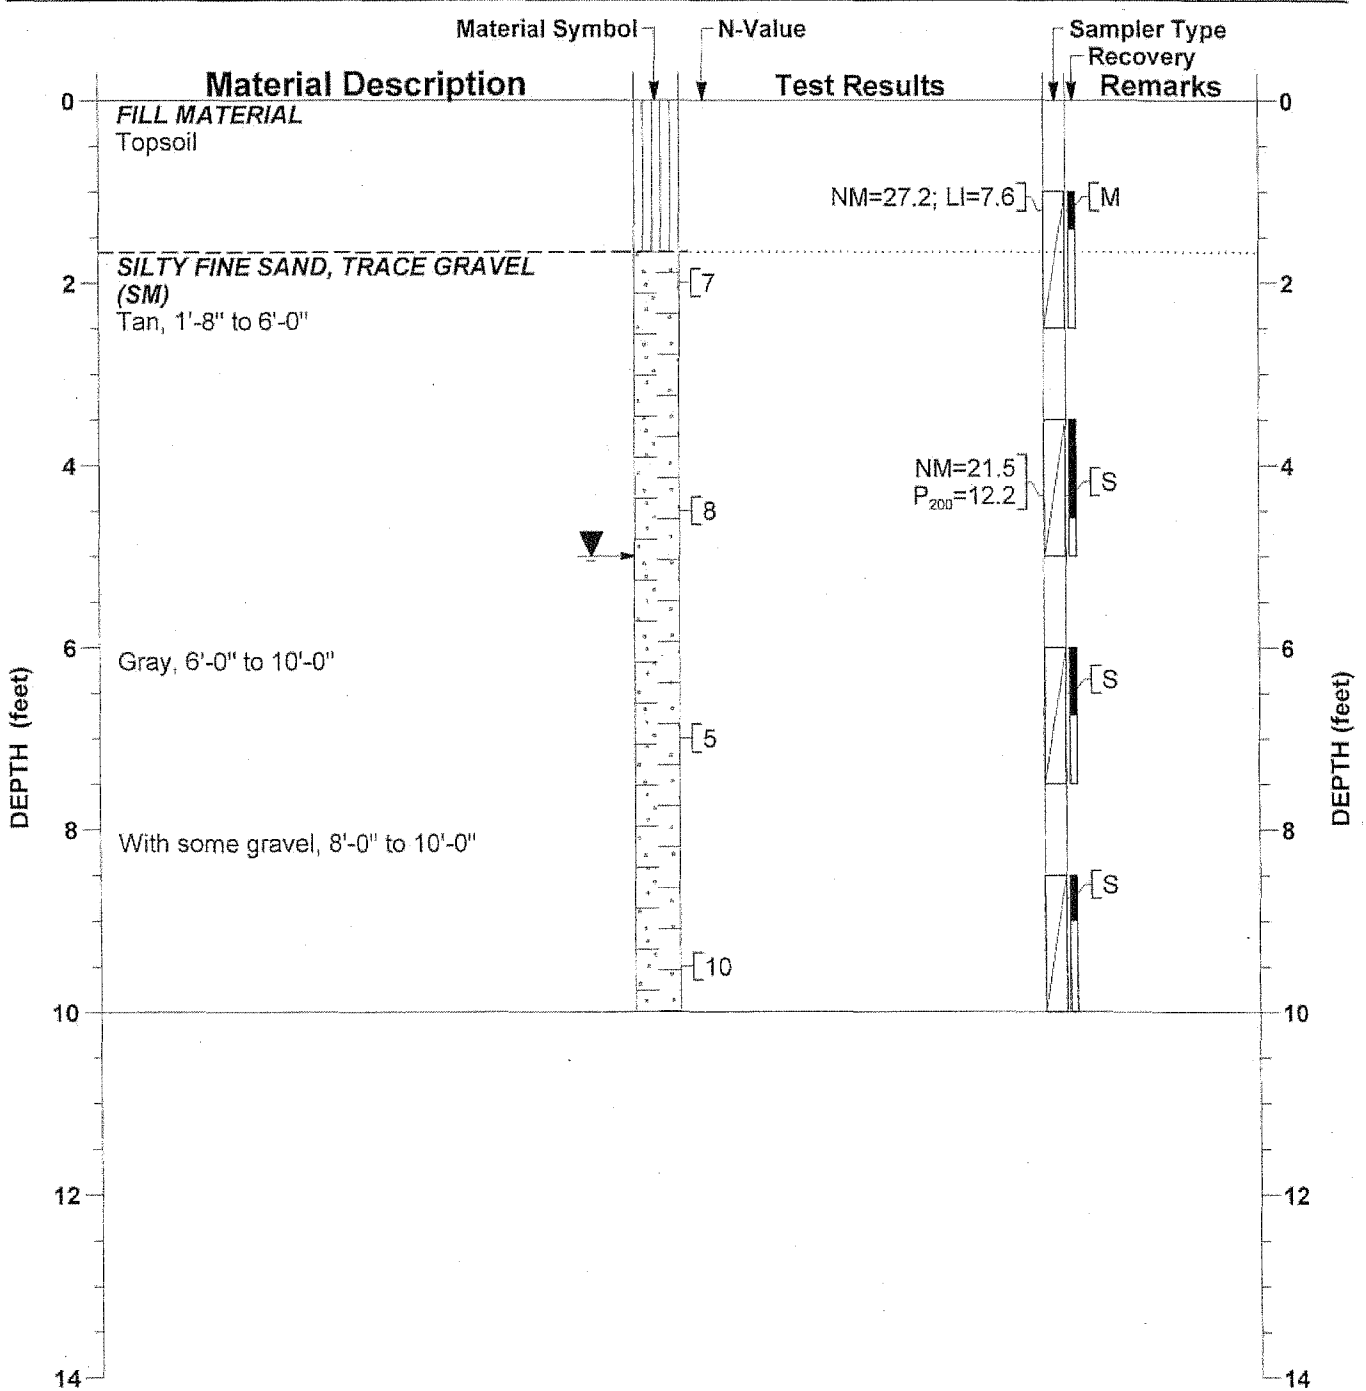 Material Symbol
N-Value
Sampler Type
Recovery
Material Description
Test Results
Remarks
0
0
FILL MATERIAL
Topsoil
NM=27.2; LI=7.6
M
SILTY FINE SAND, TRACE GRAVEL
(SM)
2
7
2
Tan, 1'-8" to 6'-0"
4
NM=21.5
P200=12.2
S
4
8
6
Gray, 6'-0" to 10'-0"
S
6
5
DEPTH (feet)
DEPTH (feet)
8
With some gravel, 8'-0" to 10'-0"
8
S
10
10
10
12
12
14
14